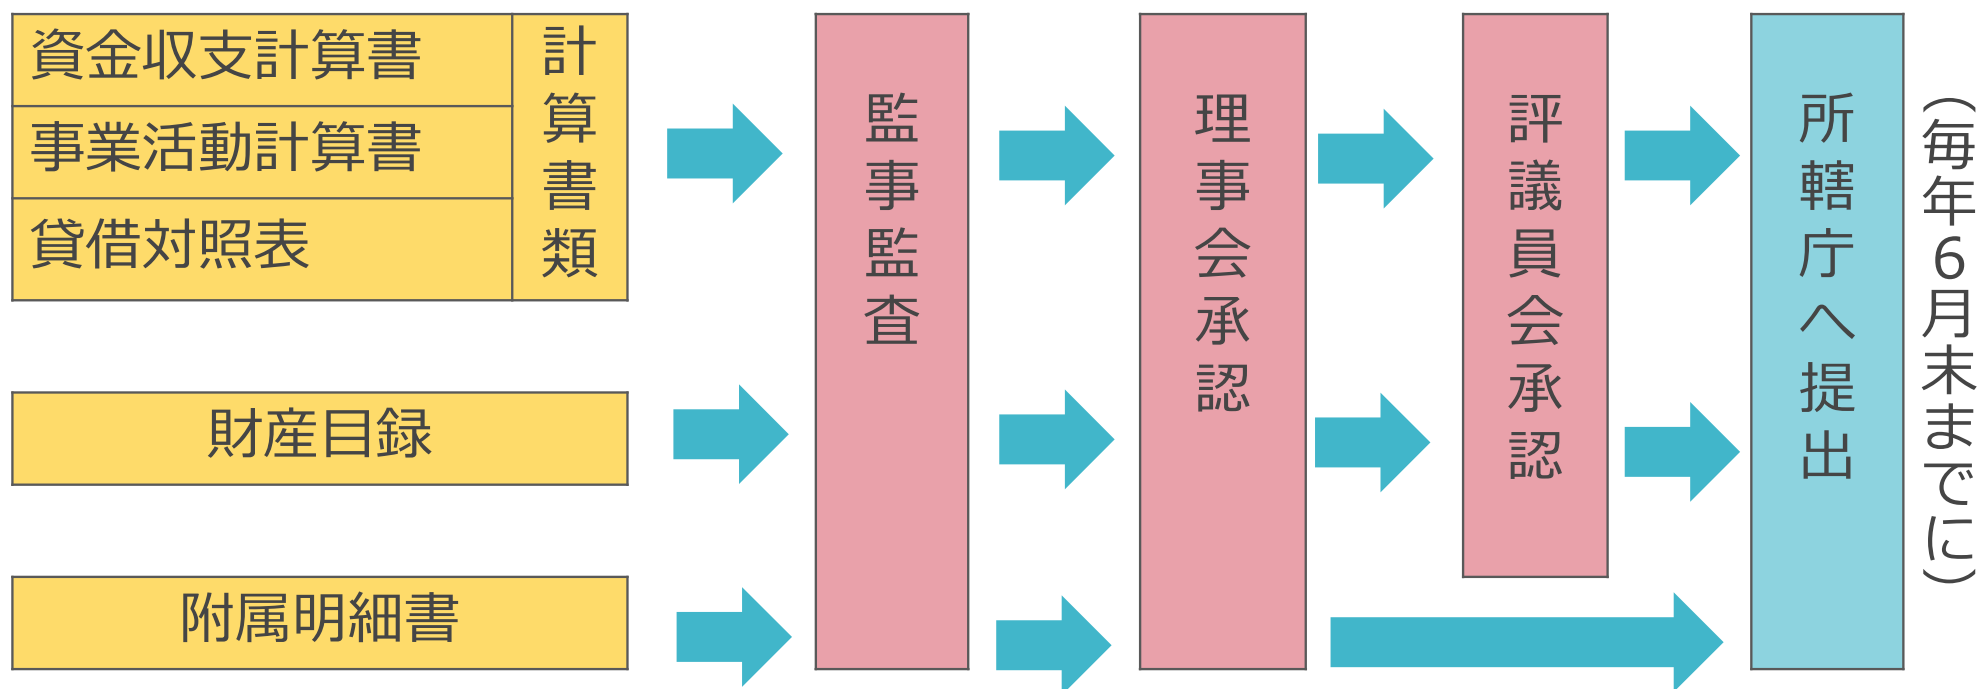 資金収支計算書
事業活動計算書
貸借対照表
計算書類
財産目録
附属明細書
監事監査
理事会承認
評議員会承認
所轄庁へ提出
（毎年６月末までに）